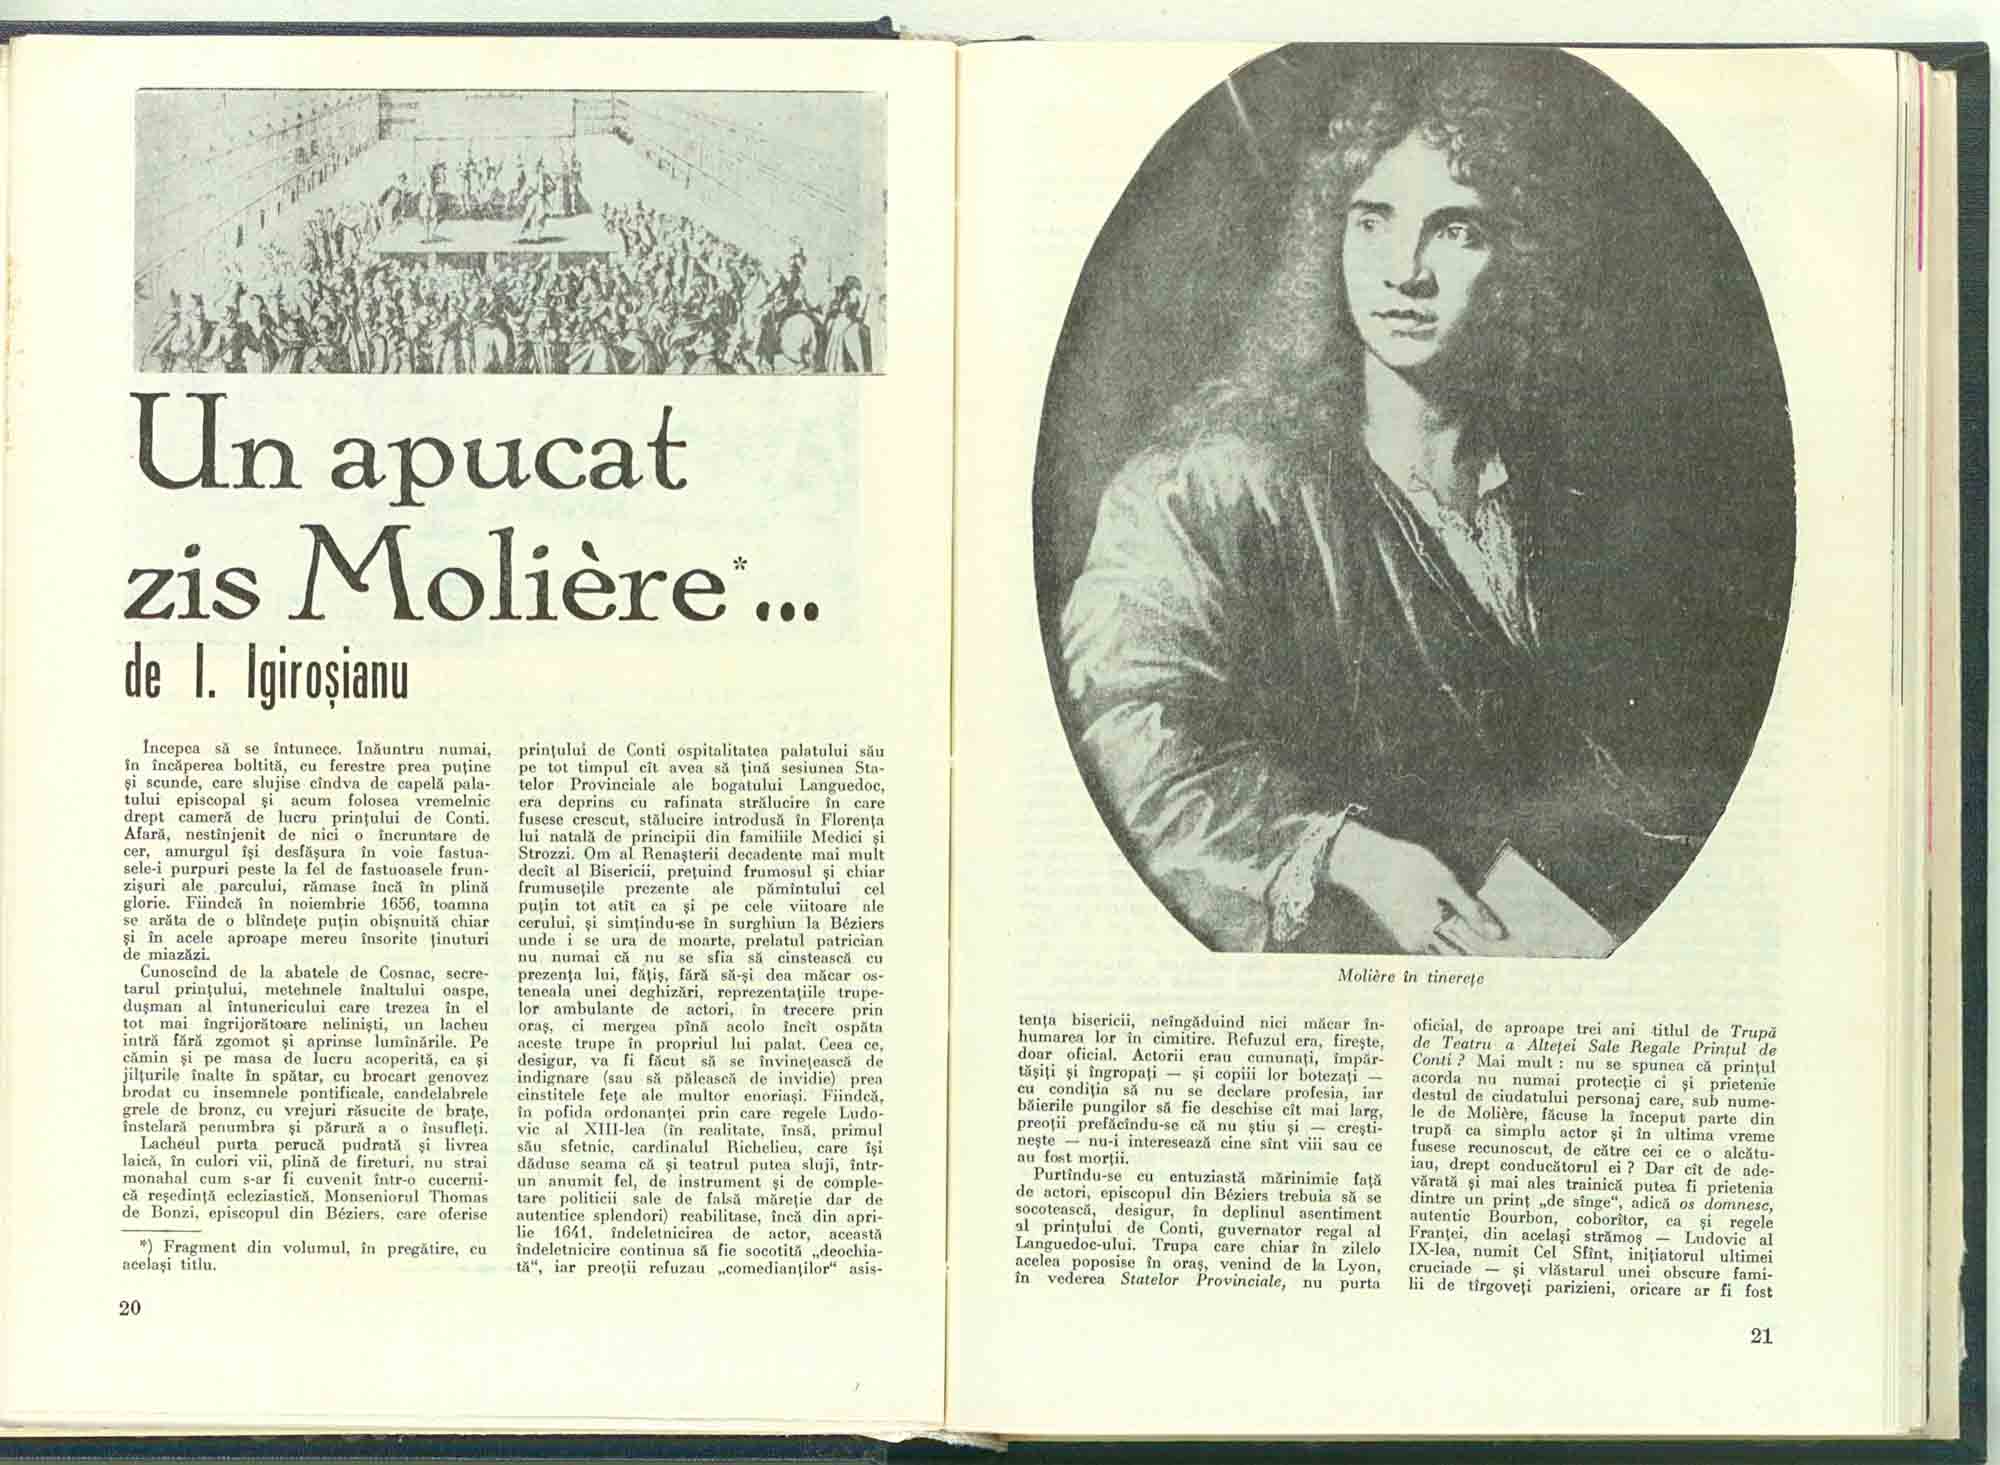 Un apucat
zis Molière*...
de I. Igiroșianu
Începea să se întunece. Înăuntru numai,
în încăperea boltită, cu ferestre prea puține
și scunde, care slujise cîndva de capelă pala-
tului episcopal și acum folosea vremelnic
drept cameră de lucru prințului de Conti.
Afară, nestînjenit de nici o încruntare de
cer, amurgul își desfășura în voie fastua-
sele-i purpuri peste la fel de fastuoasele frun-
zișuri ale parcului, rămase încă în plină
glorie. Fiindcă în noiembrie 1656, toamna
se arăta de o blîndețe puțin obișnuită chiar
și în acele aproape mereu însorite ținuturi
de miazăzi.
Cunoscînd de la abatele de Cosnac, secre-
tarul prințului, metehnele înaltului oaspe,
dușman al întunericului care trezea în el
tot mai îngrijorătoare neliniști, un lacheu
intră fără zgomot și aprinse luminările. Pe
cămin și pe masa de lucru acoperită, ca și
jilțurile înalte în spătar, cu brocart genovez
brodat cu insemnele pontificale, candelabrele
grele de bronz, cu vrejuri răsucite de brațe,
înstelară penumbra și părură a o însufleți.
Lacheul purta perucă pudrată și livrea
laică, în culori vii, plină de fireturi, nu strai
monahal cum s-ar fi cuvenit într-o cucerni-
că reședință ecleziastică. Monseniorul Thomas
de Bonzi, episcopul din Béziers, care oferise
*) Fragment din volumul, în pregătire, cu
același titlu.
20
prințului de Conti ospitalitatea palatului său
pe tot timpul cît avea să țină sesiunea Sta-
telor Provinciale ale bogatului Languedoc,
era deprins cu rafinata strălucire în care
fusese crescut, stălucire introdusă în Florența
lui natală de principii din familiile Medici și
Strozzi. Om al Renașterii decadente mai mult
decît al Bisericii, prețuind frumosul și chiar
frumusețile prezente ale pămîntului cel
puțin tot atît ca și pe cele viitoare ale
cerului, și simțindu-se în surghiun la Béziers
unde i se ura de moarte, prelatul patrician
nu numai că nu se sfia să cinstească cu
prezența lui, fățiș, fără să-și dea măcar os-
teneala unei deghizări, reprezentațiile trupe-
lor ambulante de actori, în trecere prin
oraș, ci mergea pînă acolo încît ospăta
aceste trupe în propriul lui palat. Ceea ce,
desigur, va fi făcut să se învinețească de
indignare (sau să pălească de invidie) prea
cinstitele fețe ale multor enoriași. Fiindcă,
în pofida ordonanței prin care regele Ludo-
vic al XIII-lea (în realitate, însă, primul
său sfetnic, cardinalul Richelieu, care își
dăduse seama că și teatrul putea sluji, într-
un anumit fel, de instrument și de comple-
tare politicii sale de falsă măreție dar de
autentice splendori) reabilitase, încă din apri-
lie 1641, îndeletnicirea de actor, această
îndeletnicire continua să fie socotită „deochia-
tă“, iar preoții refuzau „comedianților“ asis-
Molière în tinerețe
tența bisericii, neîngăduind nici măcar în-
humarea lor în cimitire. Refuzul era, firește,
doar oficial. Actorii erau cununați, împăr-
tășiți și îngropați — și copiii lor botezați —
cu condiția să nu se declare profesia, iar
băierile pungilor să fie deschise cît mai larg,
preoții prefăcîndu-se că nu știu și — crești-
nește — nu-i interesează cine sînt viii sau ce
au fost morții.
Purtîndu-se cu entuziastă mărinimie față
de actori, episcopul din Béziers trebuia să se
socotească, desigur, în deplinul asentiment
al prințului de Conti, guvernator regal al
Languedoc-ului. Trupa care chiar în zilele
acelea poposise în oraș, venind de la Lyon,
în vederea Statelor Provinciale, nu purta
oficial, de aproape trei ani titlul de Trupă
de Teatru a Alteței Sale Regale Prințul de
Conti ? Mai mult : nu se spunea că prințul
acorda nu numai protecție ci și prietenie
destul de ciudatului personaj care, sub nume-
le de Molière, făcuse la început parte din
trupă ca simplu actor și în ultima vreme
fusese recunoscut, de către cei ce o alcătu-
iau, drept conducătorul ei ? Dar cît de ade-
vărată și mai ales trainică putea fi prietenia
dintre un prinț „de sînge“, adică os domnesc,
autentic Bourbon, coborîtor, ca și regele
Franței, din același strămoș — Ludovic al
IX-lea, numit Cel Sfînt, inițiatorul ultimei
cruciade — și vlăstarul unei obscure fami-
lii de tîrgoveți parizieni, oricare ar fi fost
21